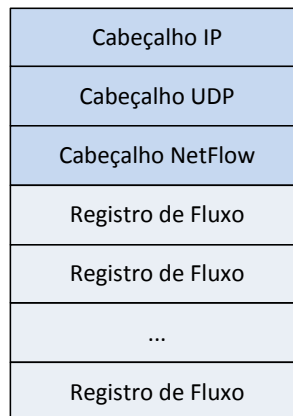 Cabeçalho IP
Cabeçalho UDP
Cabeçalho NetFlow
Registro de Fluxo
Registro de Fluxo
...
Registro de Fluxo